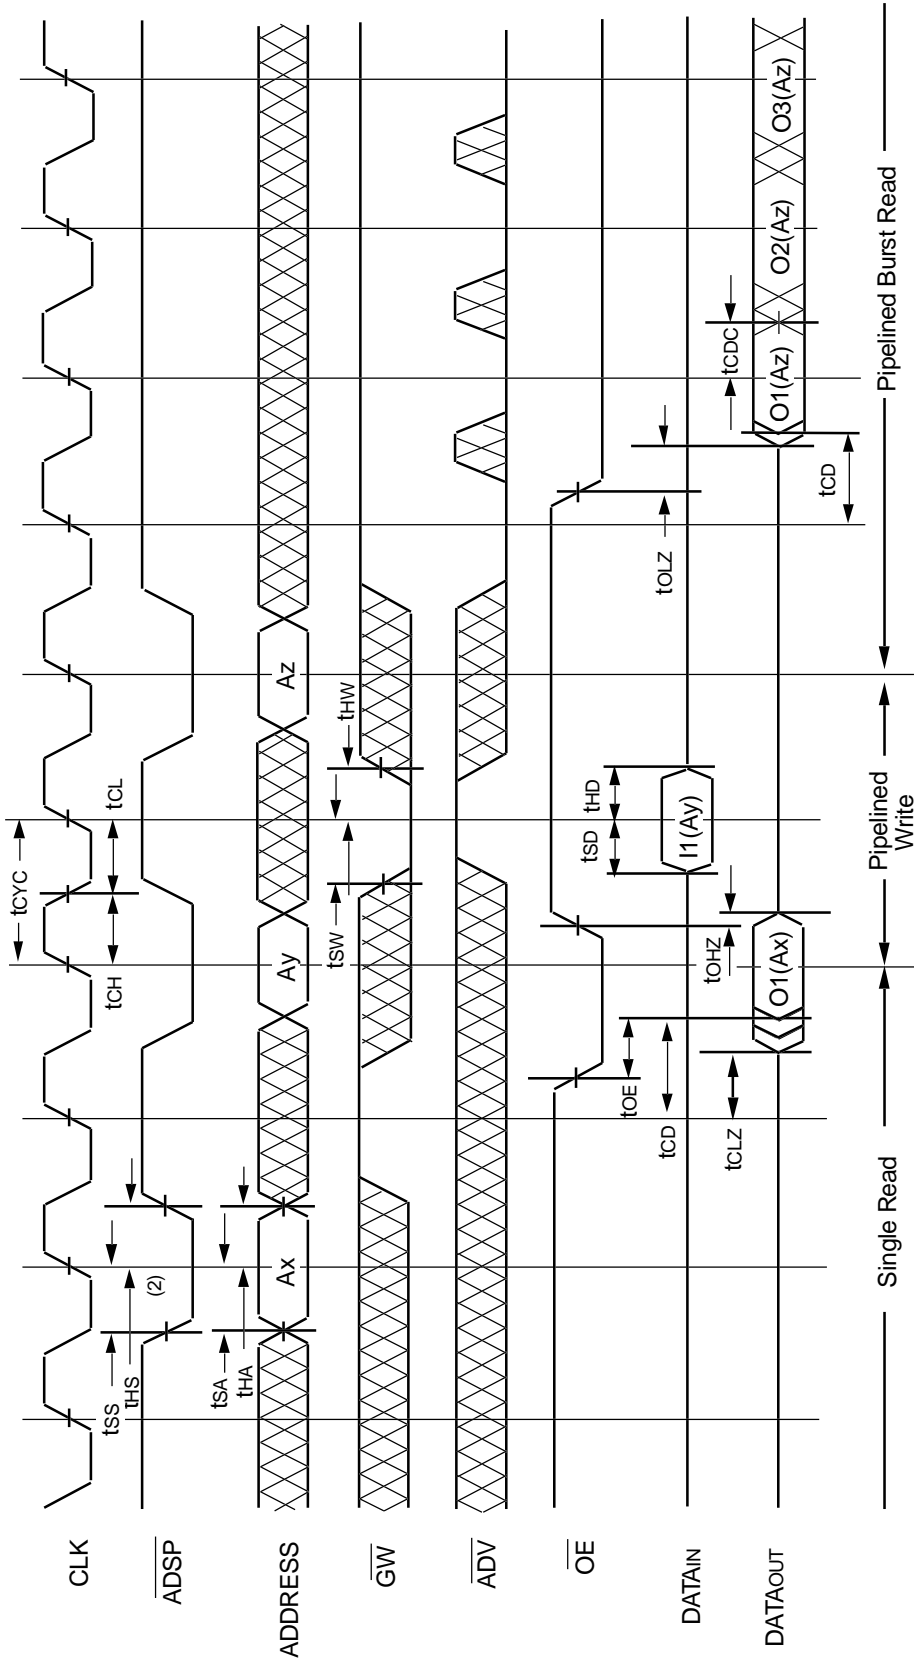 tCYC
tCH
tCL
CLK
tSS
tHS
(2)
ADSP
tSA
tHA
Ax
Ay
Az
ADDRESS
tSW
tHW
GW
ADV
OE
tOE
tSD
tHD
tOLZ
I1(Ay)
DATAIN
tCD
tOHZ
tCDC
tCLZ
O1(Ax)
O1(Az)
O2(Az)
O3(Az)
DATAOUT
tCD
Single Read
Pipelined
Write
Pipelined Burst Read